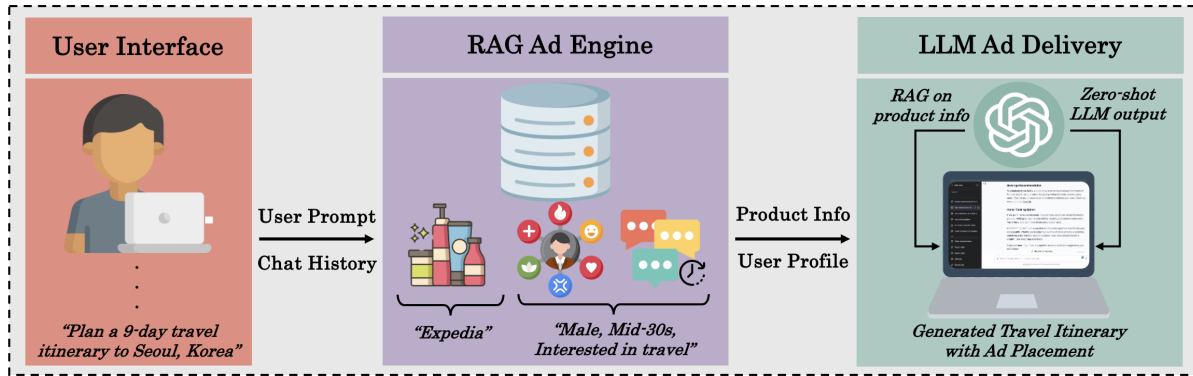 User Interface
“Plan a 9-day travel
itinerary to Seoul, Korea”
User Prompt
Chat History
RAG Ad Engine
“Expedia”
“Male, Mid-30s,
Interested in travel”
Product Info
User Profile
LLM Ad Delivery
RAG on
product info
Zero-shot
LLM output
Generated Travel Itinerary
with Ad Placement